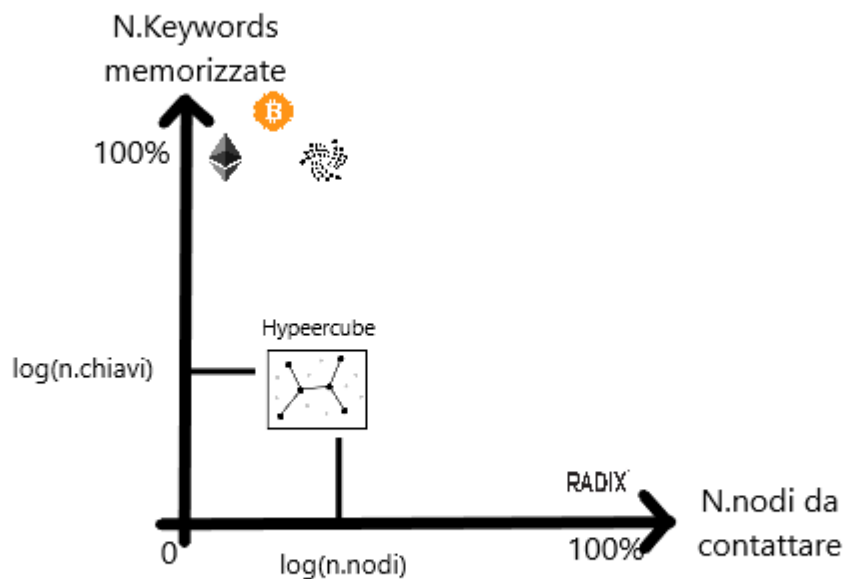 N.Keywords
memorizzate
100%
Hypeercube
log(n.chiavi)
RADIX
N.nodi da
contattare
0
log(n.nodi)
100%